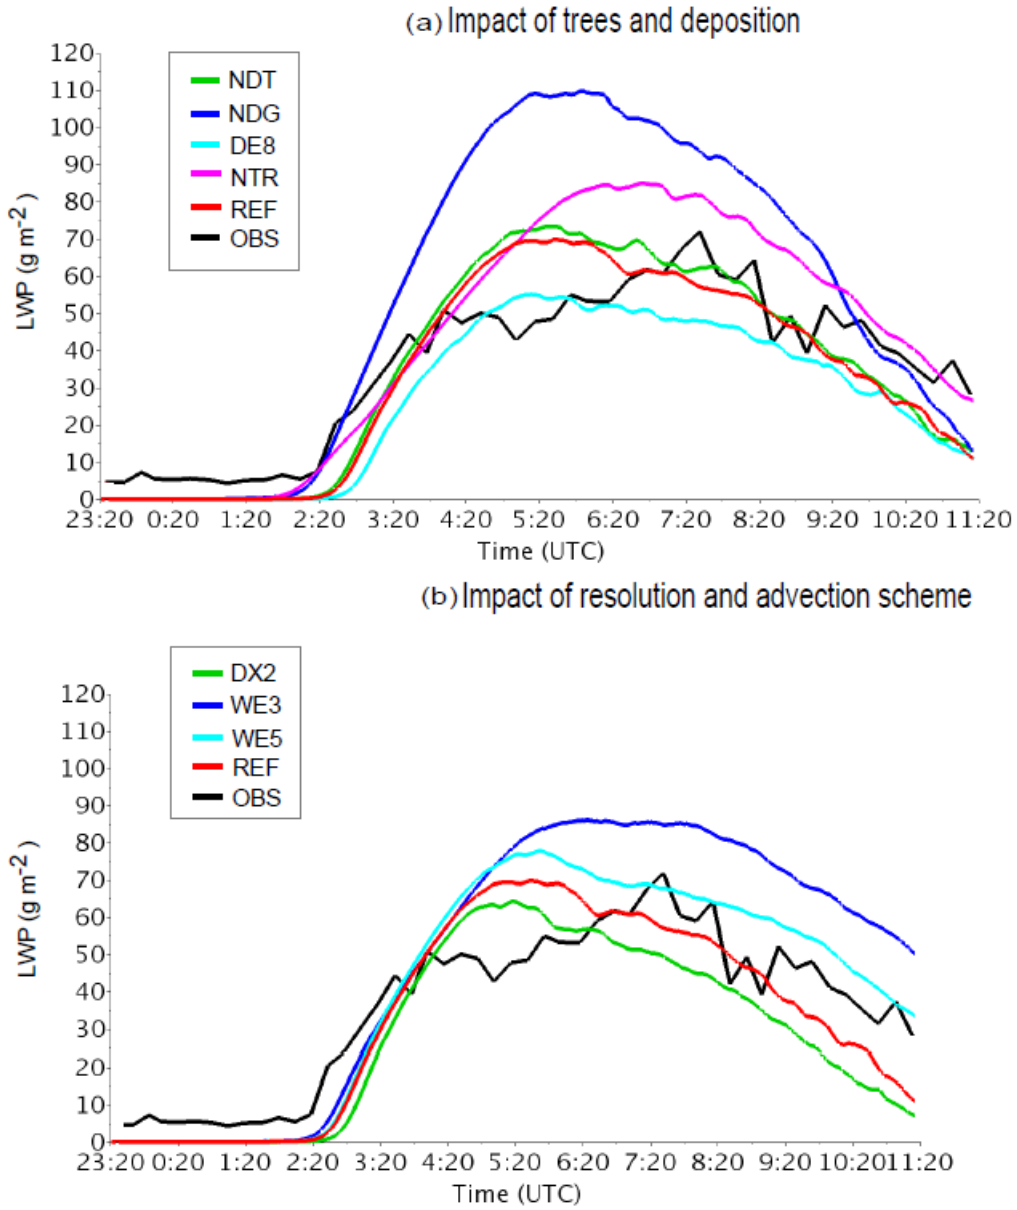 (a) Impact of trees and deposition
120
110
100
90
80
70
60
50
40
30
20
10
0
LWP (g m-2)
NDT
NDG
DE8
NTR
REF
OBS
23:20 0:20 1:20 2:20 3:20 4:20 5:20 6:20 7:20 8:20 9:20 10:20 11:20
Time (UTC)
(b) Impact of resolution and advection scheme
120
110
100
90
80
70
60
50
40
30
20
10
0
LWP (g m-2)
DX2
WE3
WE5
REF
OBS
23:20 0:20 1:20 2:20 3:20 4:20 5:20 6:20 7:20 8:20 9:20 10:20 11:20
Time (UTC)